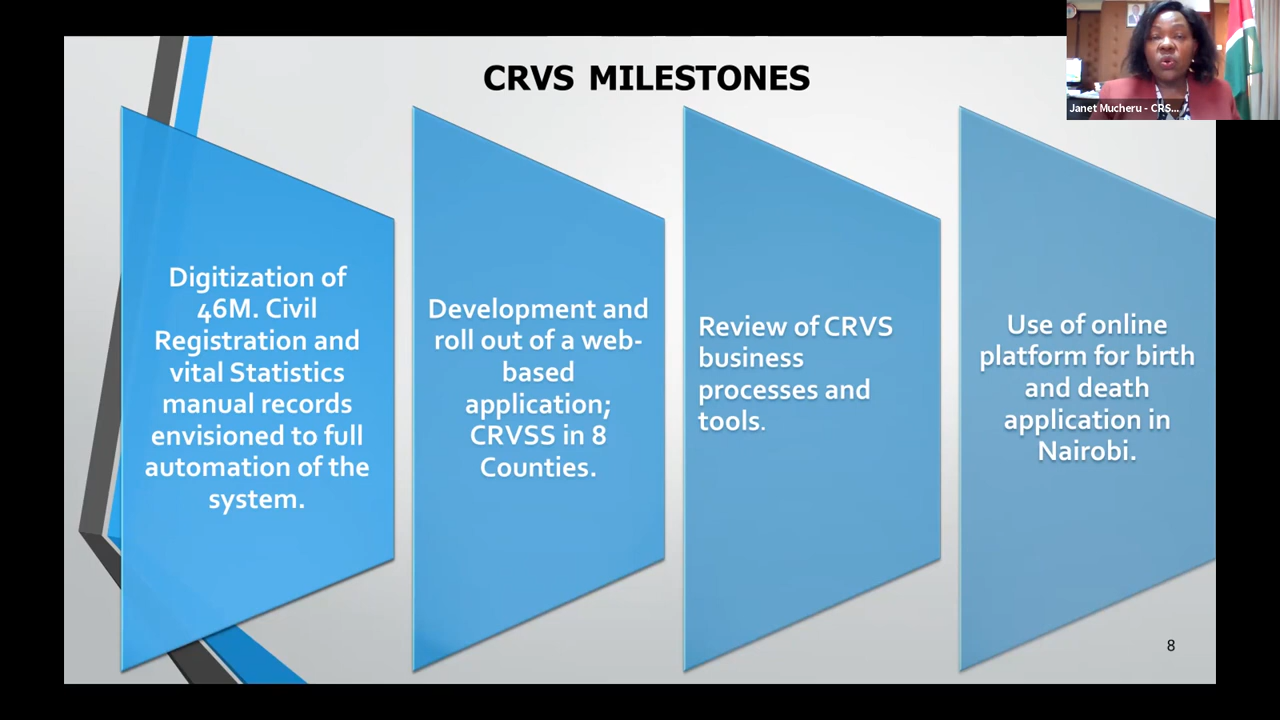 CRVS MILESTONES
Janet Mucheru - CRS...
Digitization of
46M. Civil
Registration and
vital Statistics
manual records
envisioned to full
automation of the
system.
Development and
roll out of a web-
based
application;
CRVSS in 8
Counties.
Review of CRVS
business
processes and
tools.
Use of online
platform for birth
and death
application in
Nairobi.
8